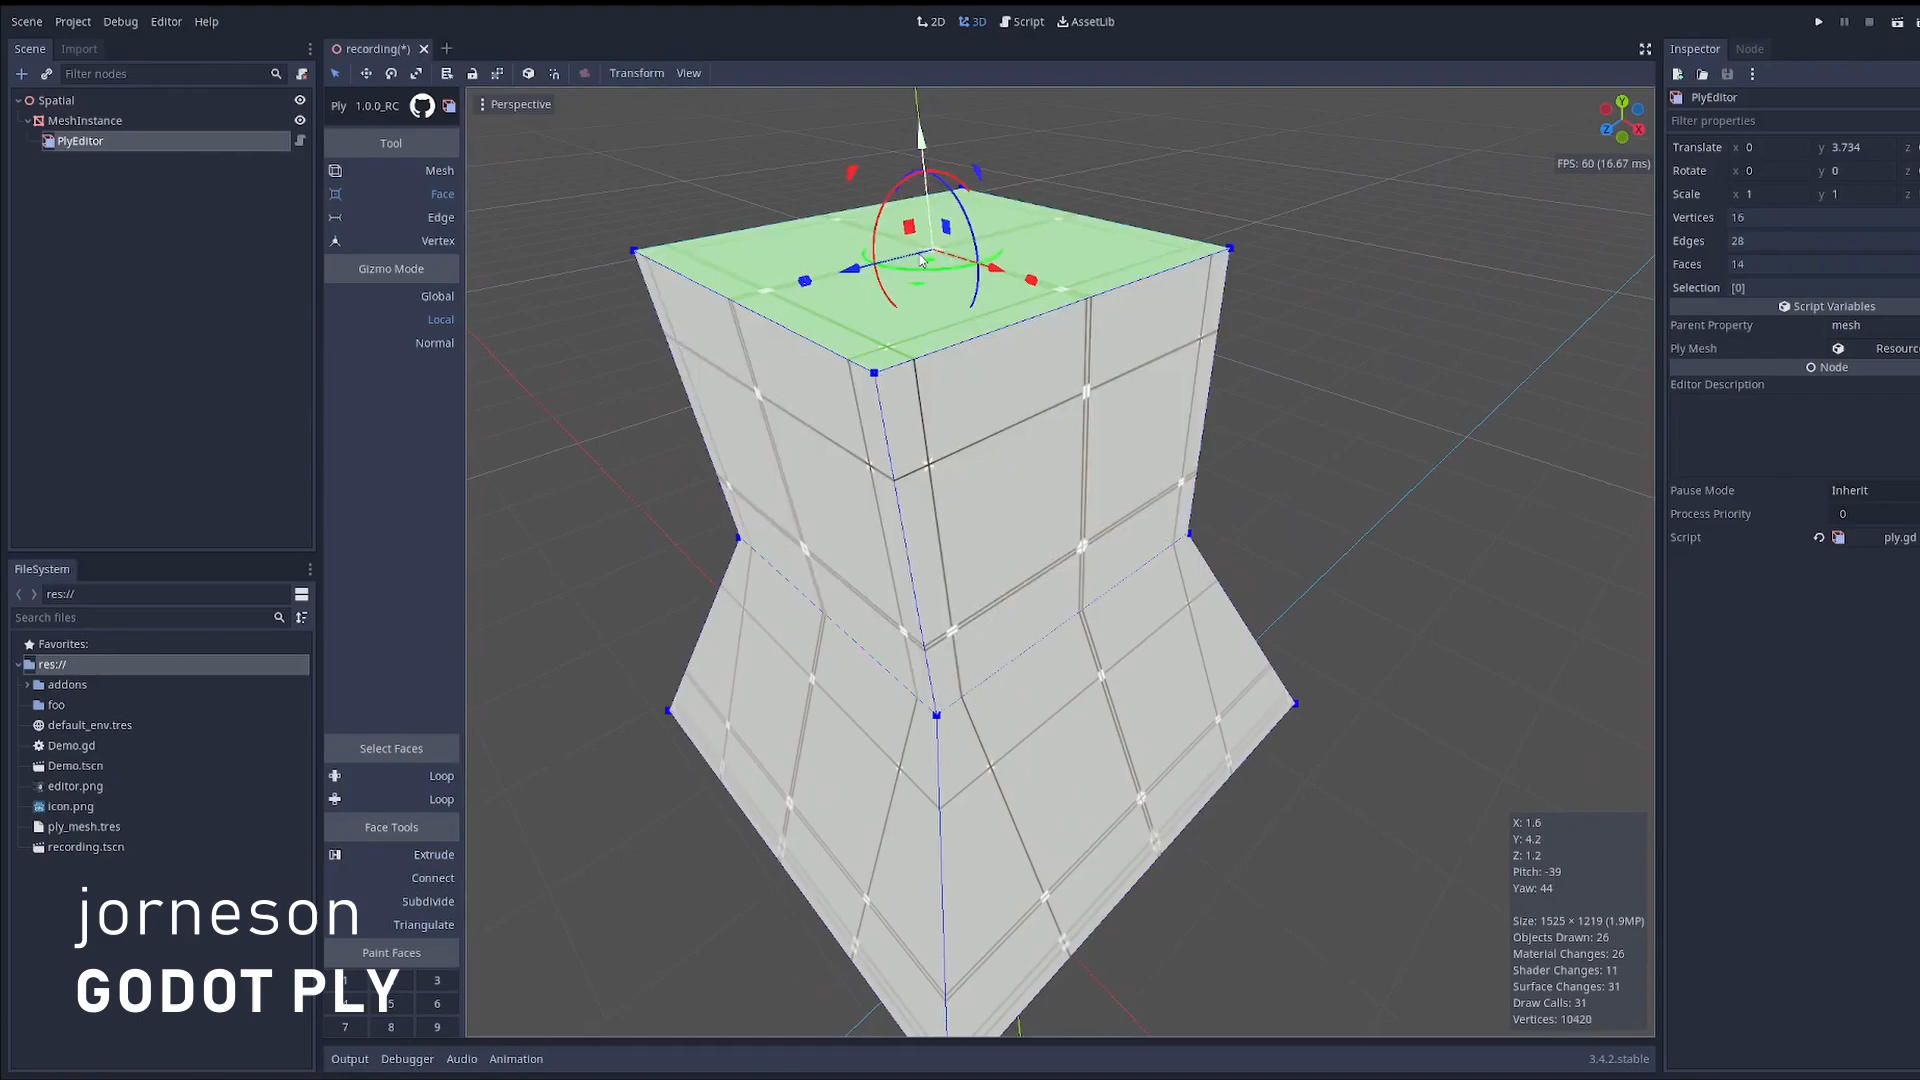 Scene Project Debug Editor Help
2D 3D Script AssetLib
Scene Import
Filter nodes
Spatial
MeshInstance
PlyEditor
FileSystem
res://
Search files
Favorites:
res://
addons
foo
default_env.tres
Demo.gd
Demo.tscn
editor.png
icon.png
ply_mesh.tres
recording.tscn
jorneson
GODOT PLY
recording(*)
Transform View
Ply 1.0.0_RC
Tool
Mesh
Face
Edge
Vertex
Gizmo Mode
Global
Local
Normal
Select Faces
Loop
Loop
Face Tools
Extrude
Connect
Subdivide
Triangulate
Paint Faces
3
5 6
7 8 9
Perspective
Y
Z X
FPS: 60 (16.67 ms)
X: 1.6
Y: 4.2
Z: 1.2
Pitch: -39
Yaw: 44
Size: 1525 × 1219 (1.9MP)
Objects Drawn: 26
Material Changes: 26
Shader Changes: 11
Surface Changes: 31
Draw Calls: 31
Vertices: 10420
Output Debugger Audio Animation
3.4.2.stable
Inspector Node
PlyEditor
Filter properties
Translate x 0 y 3.734 z
Rotate x 0 y 0 z
Scale x 1 y 1 z
Vertices 16
Edges 28
Faces 14
Selection [0]
Script Variables
Parent Property mesh
Ply Mesh Resource
Node
Editor Description
Pause Mode Inherit
Process Priority 0
Script ply.gd